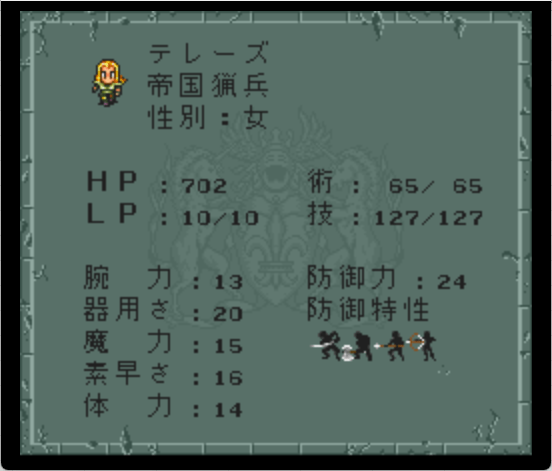 テレーズ
帝国猟兵
性別：女
HP：702 術： 65/ 65
LP：10/10 技：127/127
腕　力：13 防御力：24
器用さ：20 防御特性
魔　力：15
素早さ：16
体　力：14